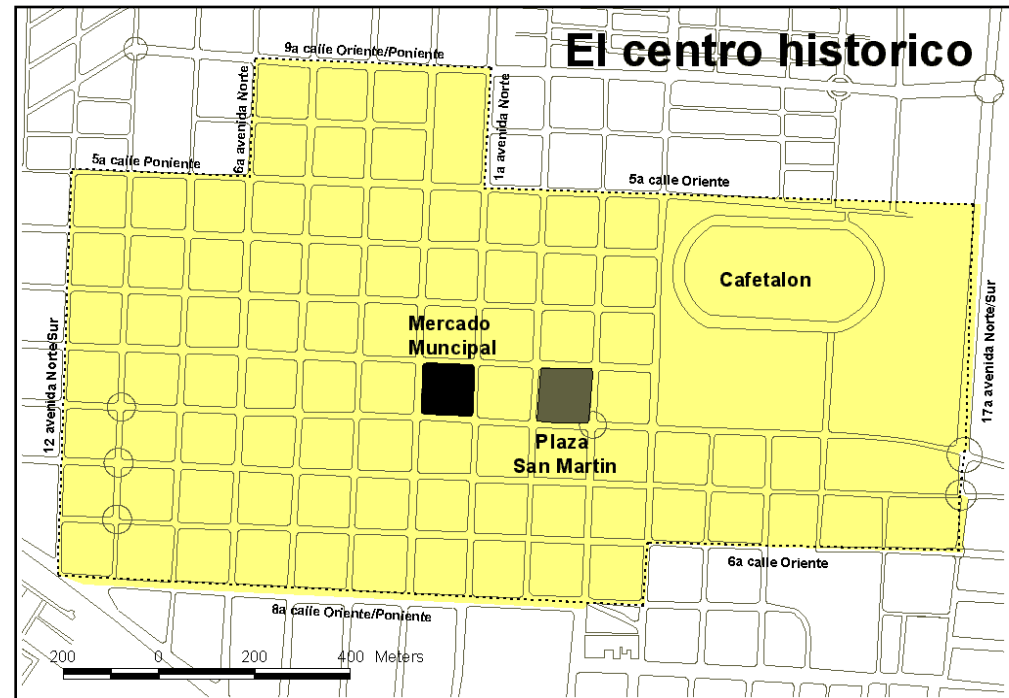 El centro historico
9a calle Oriente/Poniente
6a avenida Norte
1a avenida Norte
5a calle Poniente
5a calle Oriente
Cafetalon
Mercado
Muncipal
12 avenida Norte/Sur
17a avenida Norte/Sur
Plaza
San Martin
6a calle Oriente
8a calle Oriente/Poniente
200 0 200 400 Meters